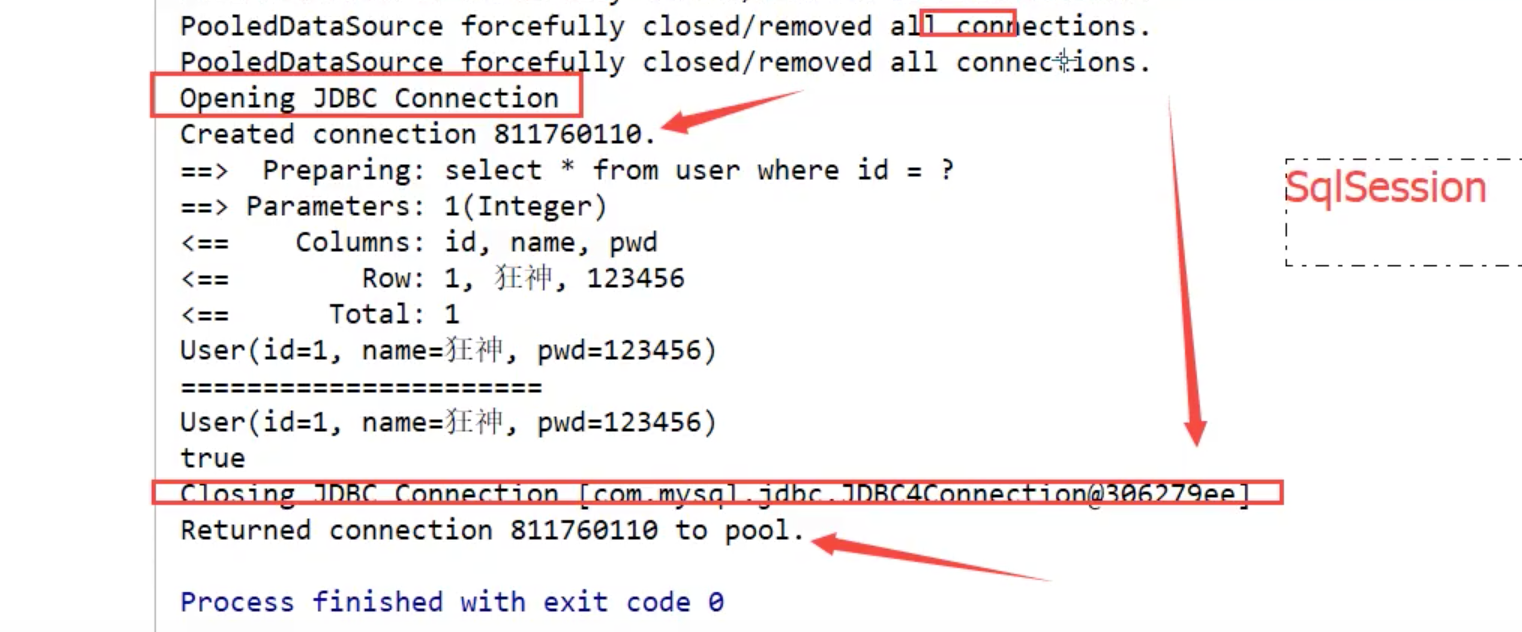 PooledDataSource forcefully closed/removed all connections.
PooledDataSource forcefully closed/removed all connections.
Opening JDBC Connection
Created connection 811760110.
==>  Preparing: select * from user where id = ?
==> Parameters: 1(Integer)
<==    Columns: id, name, pwd
<==        Row: 1, 狂神, 123456
<==      Total: 1
User(id=1, name=狂神, pwd=123456)
======================
User(id=1, name=狂神, pwd=123456)
true
Closing JDBC Connection [com.mysql.jdbc.JDBC4Connection@306279ee]
Returned connection 811760110 to pool.
Process finished with exit code 0
SqlSession